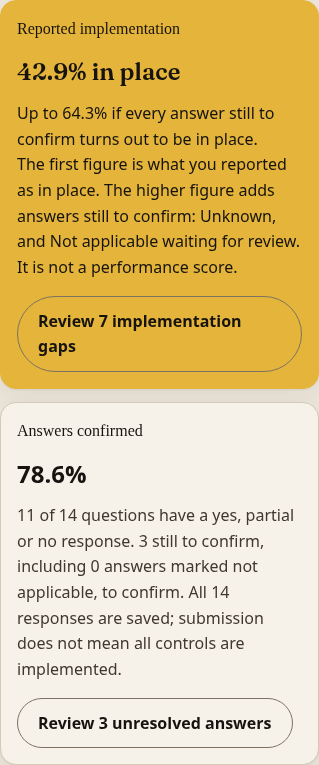 Reported implementation
42.9% in place
Up to 64.3% if every answer still to
confirm turns out to be in place.
The first figure is what you reported
as in place. The higher figure adds
answers still to confirm: Unknown,
and Not applicable waiting for review.
It is not a performance score.
Review 7 implementation
gaps
Answers confirmed
78.6%
11 of 14 questions have a yes, partial
or no response. 3 still to confirm,
including 0 answers marked not
applicable, to confirm. All 14
responses are saved; submission
does not mean all controls are
implemented.
Review 3 unresolved answers